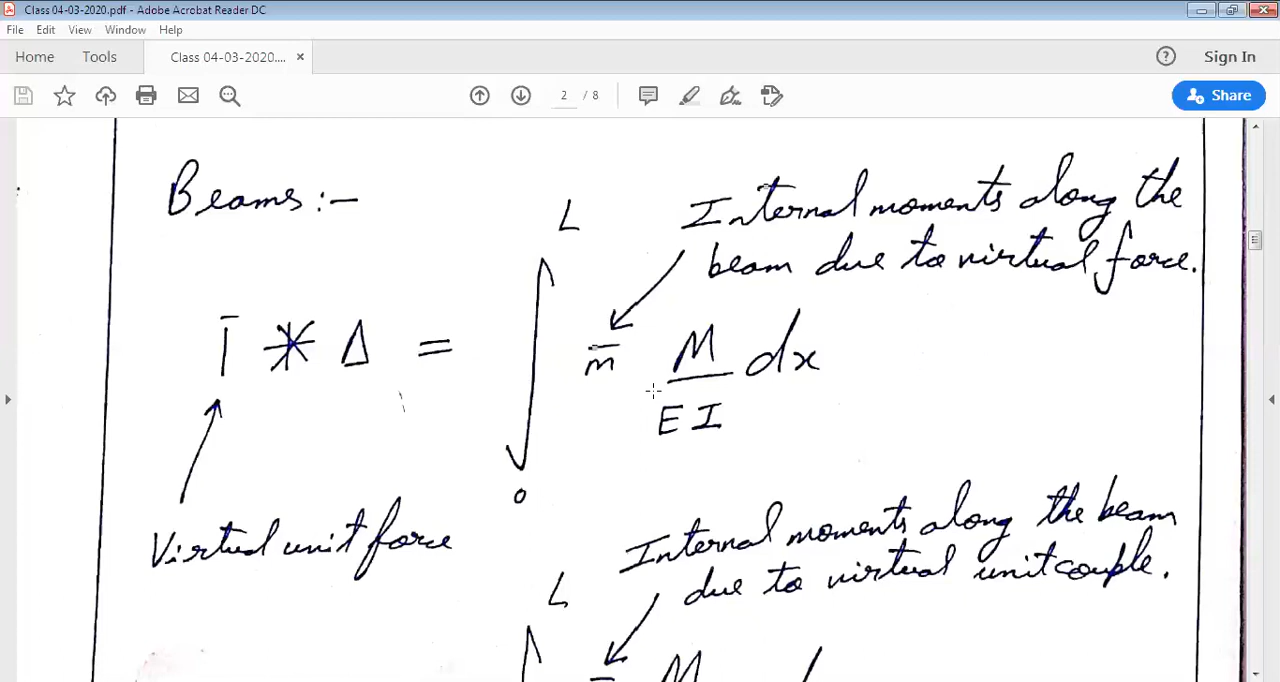 Class 04-03-2020.pdf - Adobe Acrobat Reader DC
File Edit View Window Help
Home Tools Class 04-03-2020.... ×
Sign In
2 / 8
Share
Beams :-
L
Internal moments along the
beam due to virtual force.
1̅ * Δ = ∫ m̅ M/EI dx
0
Virtual unit force
Internal moments along the beam
due to virtual unit couple.
L
M